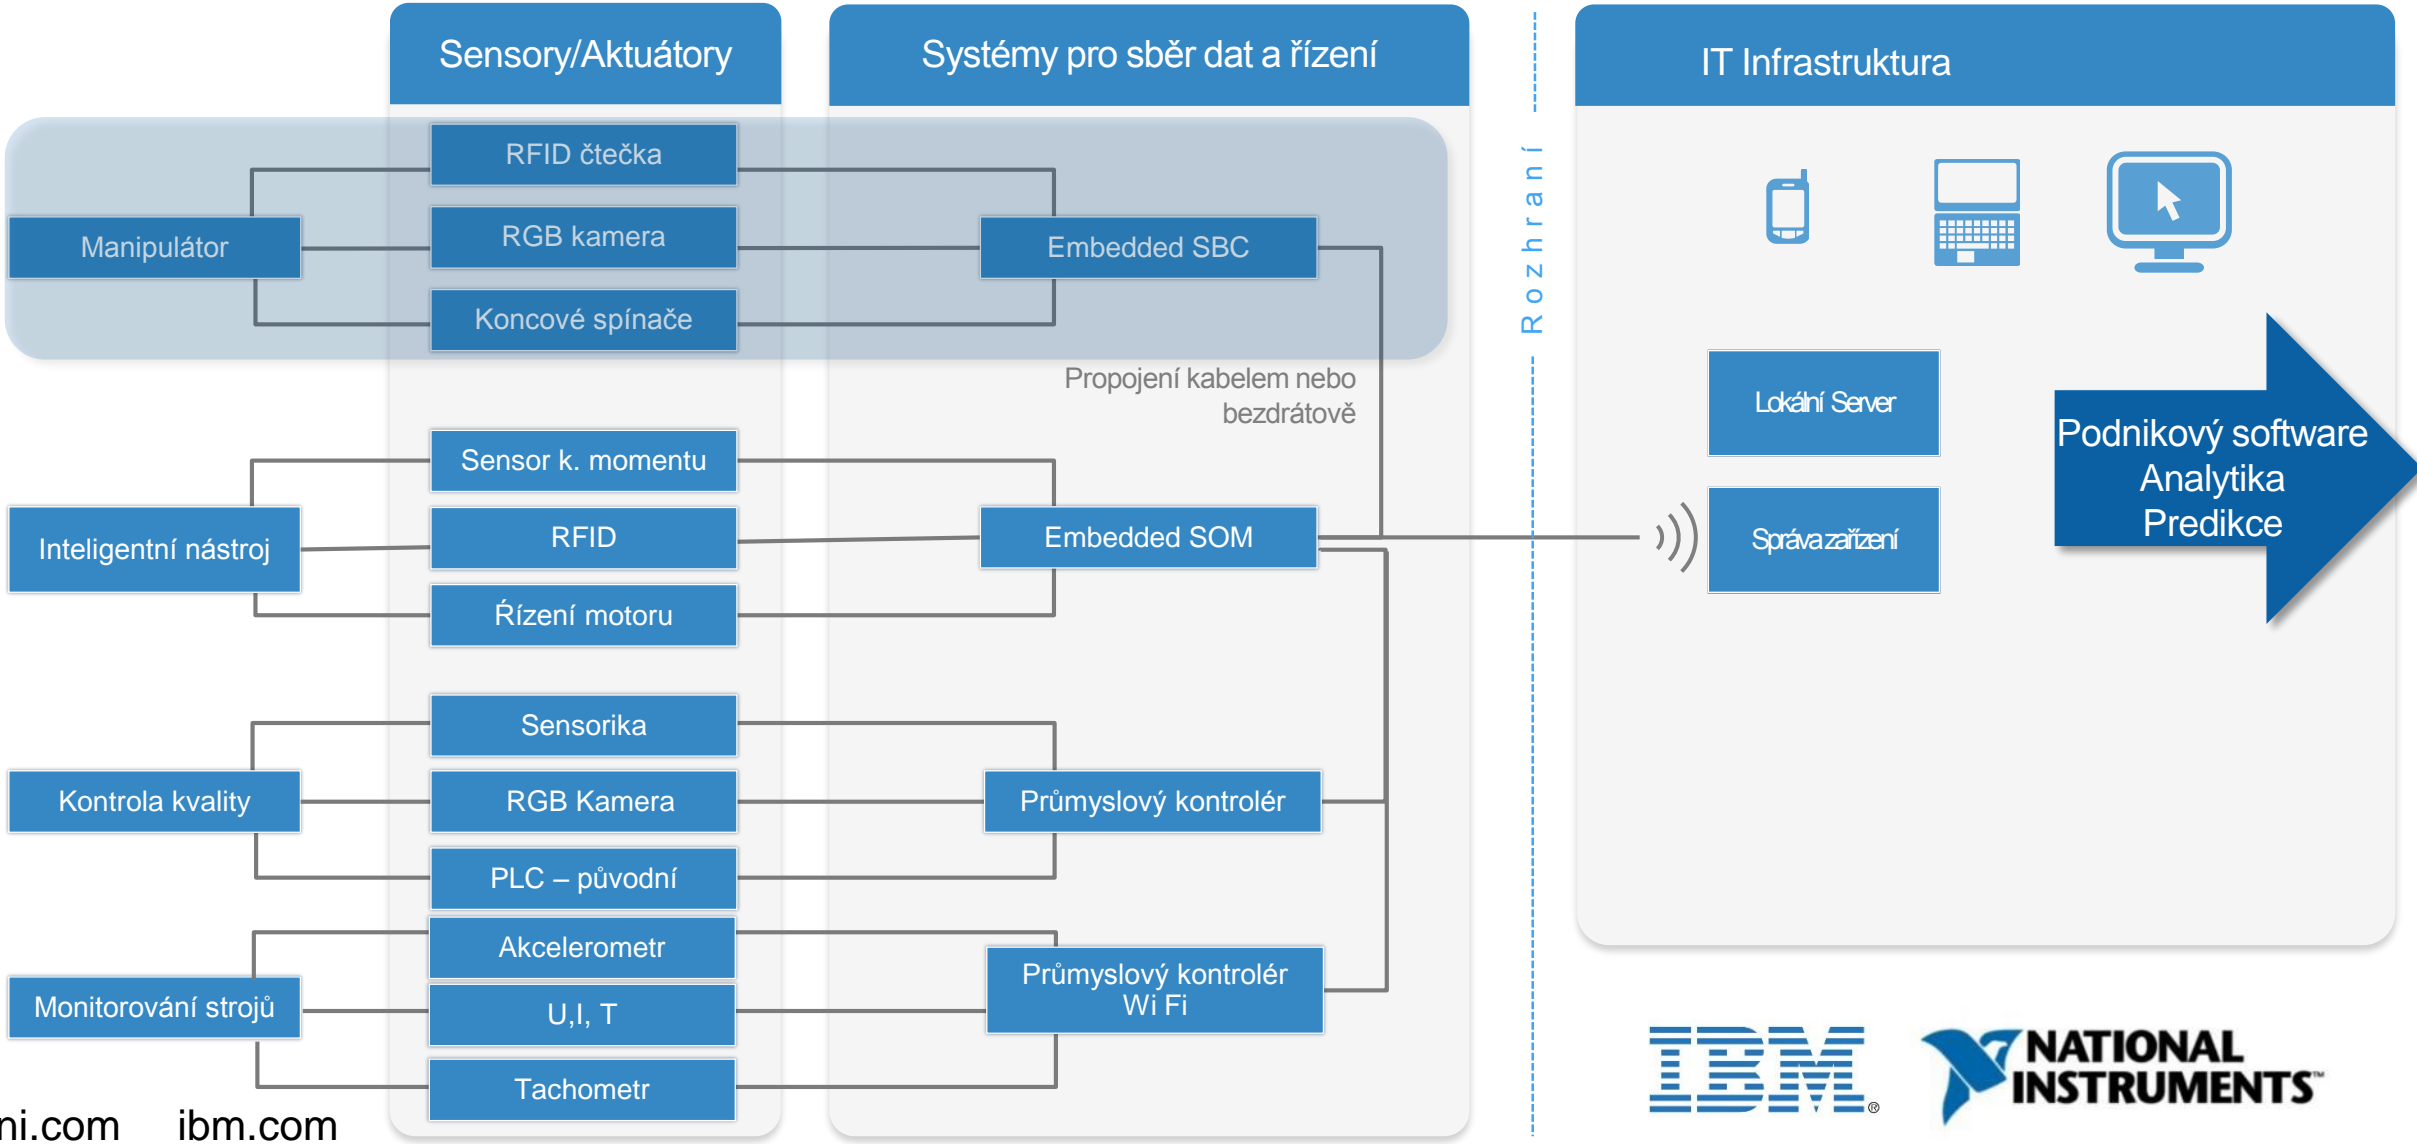 Sensory/Aktuátory
Systémy pro sběr dat a řízení
IT Infrastruktura
Rozhraní
RFID čtečka
Manipulátor
RGB kamera
Embedded SBC
Koncové spínače
Propojení kabelem nebo
bezdrátově
Sensor k. momentu
Inteligentní nástroj
RFID
Embedded SOM
Ŕízení motoru
Sensorika
Kontrola kvality
RGB Kamera
Průmyslový kontrolér
PLC – původní
Akcelerometr
Monitorování strojů
U,I, T
Průmyslový kontrolér
Wi Fi
Tachometr
Lokální Server
Správa zařízení
Podnikový software
Analytika
Predikce
IBM®
NATIONAL
INSTRUMENTS™
ni.com ibm.com